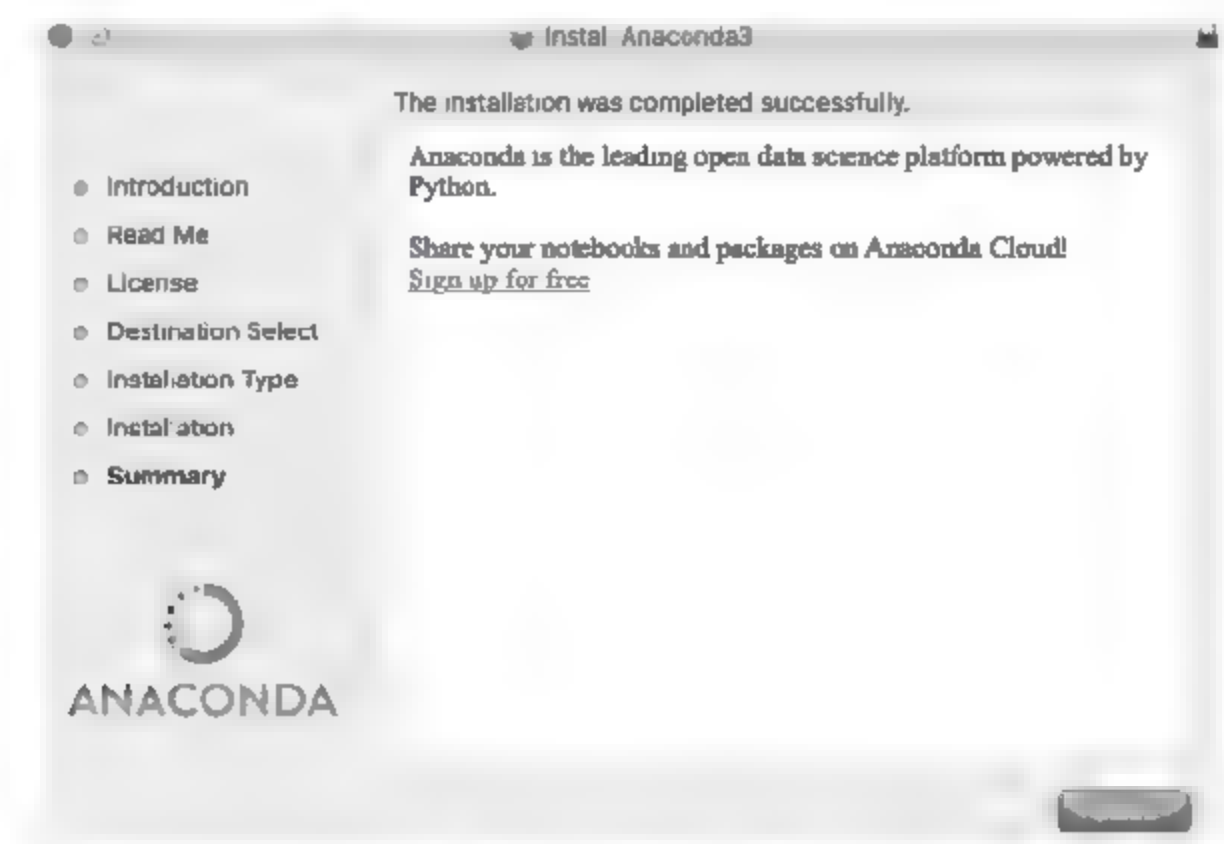 Install Anaconda3
The installation was completed successfully.
Anaconda is the leading open data science platform powered by
Python.
Share your notebooks and packages on Anaconda Cloud!
Sign up for free
Introduction
Read Me
License
Destination Select
Installation Type
Installation
Summary
ANACONDA